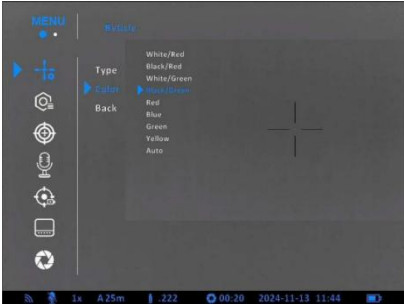 MENU
Reticle
White/Red
Black/Red
Type
White/Green
Color
Black/Green
Back
Red
Blue
Green
Yellow
Auto
1x A 25m .222 00:20 2024-11-13 11:44